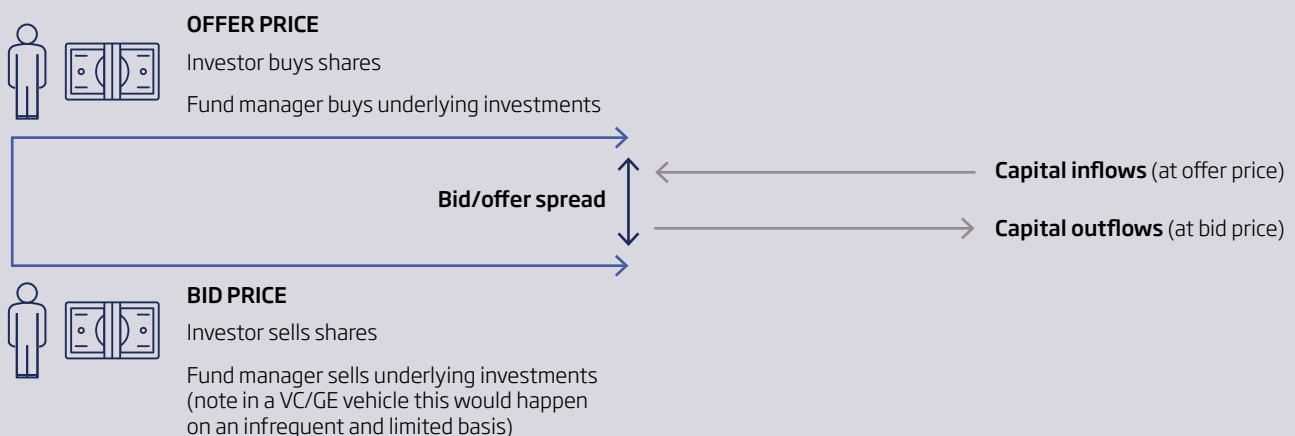 OFFER PRICE
Investor buys shares
Fund manager buys underlying investments
Bid/offer spread
Capital inflows (at offer price)
Capital outflows (at bid price)
BID PRICE
Investor sells shares
Fund manager sells underlying investments
(note in a VC/GE vehicle this would happen
on an infrequent and limited basis)